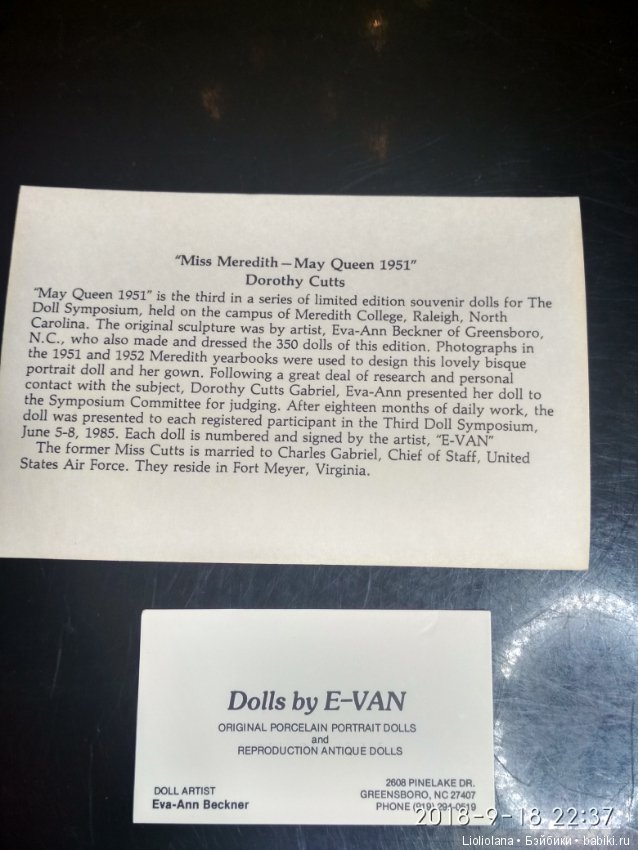 "Miss Meredith — May Queen 1951"
Dorothy Cutts
"May Queen 1951" is the third in a series of limited edition souvenir dolls for The
Doll Symposium, held on the campus of Meredith College, Raleigh, North
Carolina. The original sculpture was by artist, Eva-Ann Beckner of Greensboro,
N.C., who also made and dressed the 350 dolls of this edition. Photographs in
the 1951 and 1952 Meredith yearbooks were used to design this lovely bisque
portrait doll and her gown. Following a great deal of research and personal
contact with the subject, Dorothy Cutts Gabriel, Eva-Ann presented her doll to
the Symposium Committee for judging. After eighteen months of daily work, the
doll was presented to each registered participant in the Third Doll Symposium,
June 5-8, 1985. Each doll is numbered and signed by the artist, "E-VAN"
The former Miss Cutts is married to Charles Gabriel, Chief of Staff, United
States Air Force. They reside in Fort Meyer, Virginia.
Dolls by E-VAN
ORIGINAL PORCELAIN PORTRAIT DOLLS
and
REPRODUCTION ANTIQUE DOLLS
DOLL ARTIST
Eva-Ann Beckner
2608 PINELAKE DR.
GREENSBORO, NC 27407
PHONE (919)
2018-9-18 22:37
Lioliolana • Бэйбики • babiki.ru